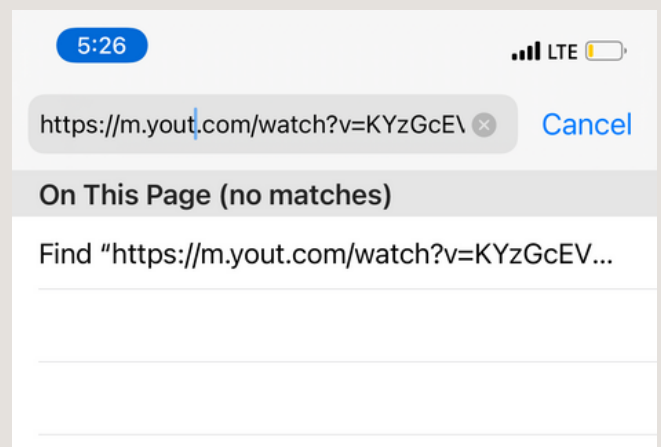 5:26
LTE
https://m.yout.com/watch?v=KYzGcE\
Cancel
On This Page (no matches)
Find “https://m.yout.com/watch?v=KYzGcEV...